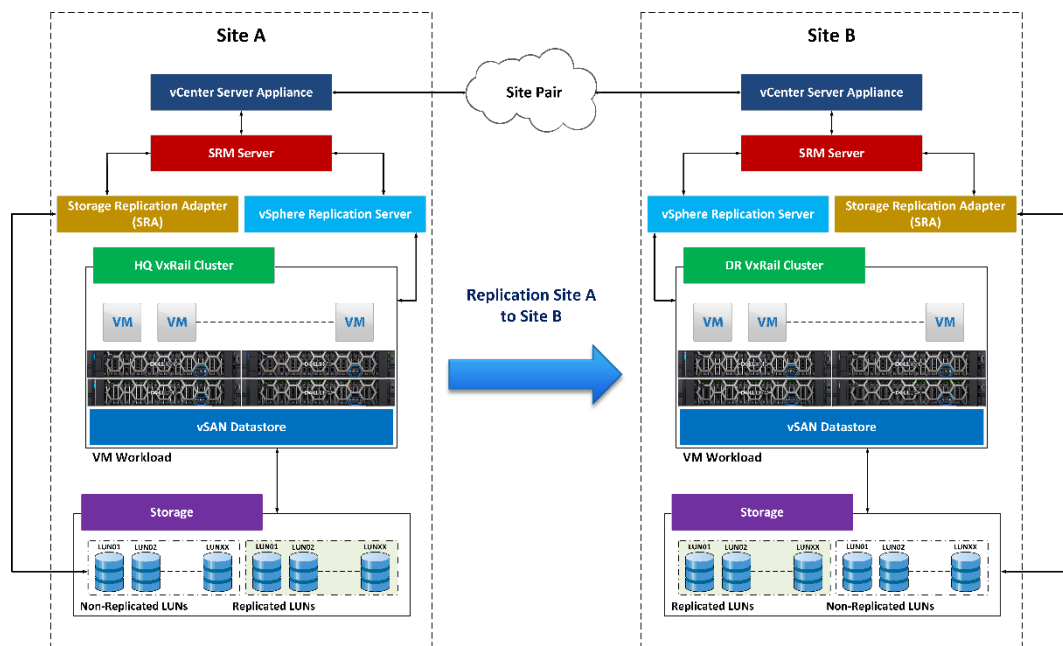 Site A
vCenter Server Appliance
SRM Server
Storage Replication Adapter
(SRA)
vSphere Replication Server
HQ VxRail Cluster
VM
VM
VM
vSAN Datastore
VM Workload
Storage
LUN01
LUN02
LUNXX
LUN01
LUN02
LUNXX
Non-Replicated LUNs
Replicated LUNs
Site Pair
Replication Site A
to Site B
Site B
vCenter Server Appliance
SRM Server
vSphere Replication Server
Storage Replication Adapter
(SRA)
DR VxRail Cluster
VM
VM
VM
vSAN Datastore
VM Workload
Storage
LUN01
LUN02
LUNXX
LUN01
LUN02
LUNXX
Replicated LUNs
Non-Replicated LUNs